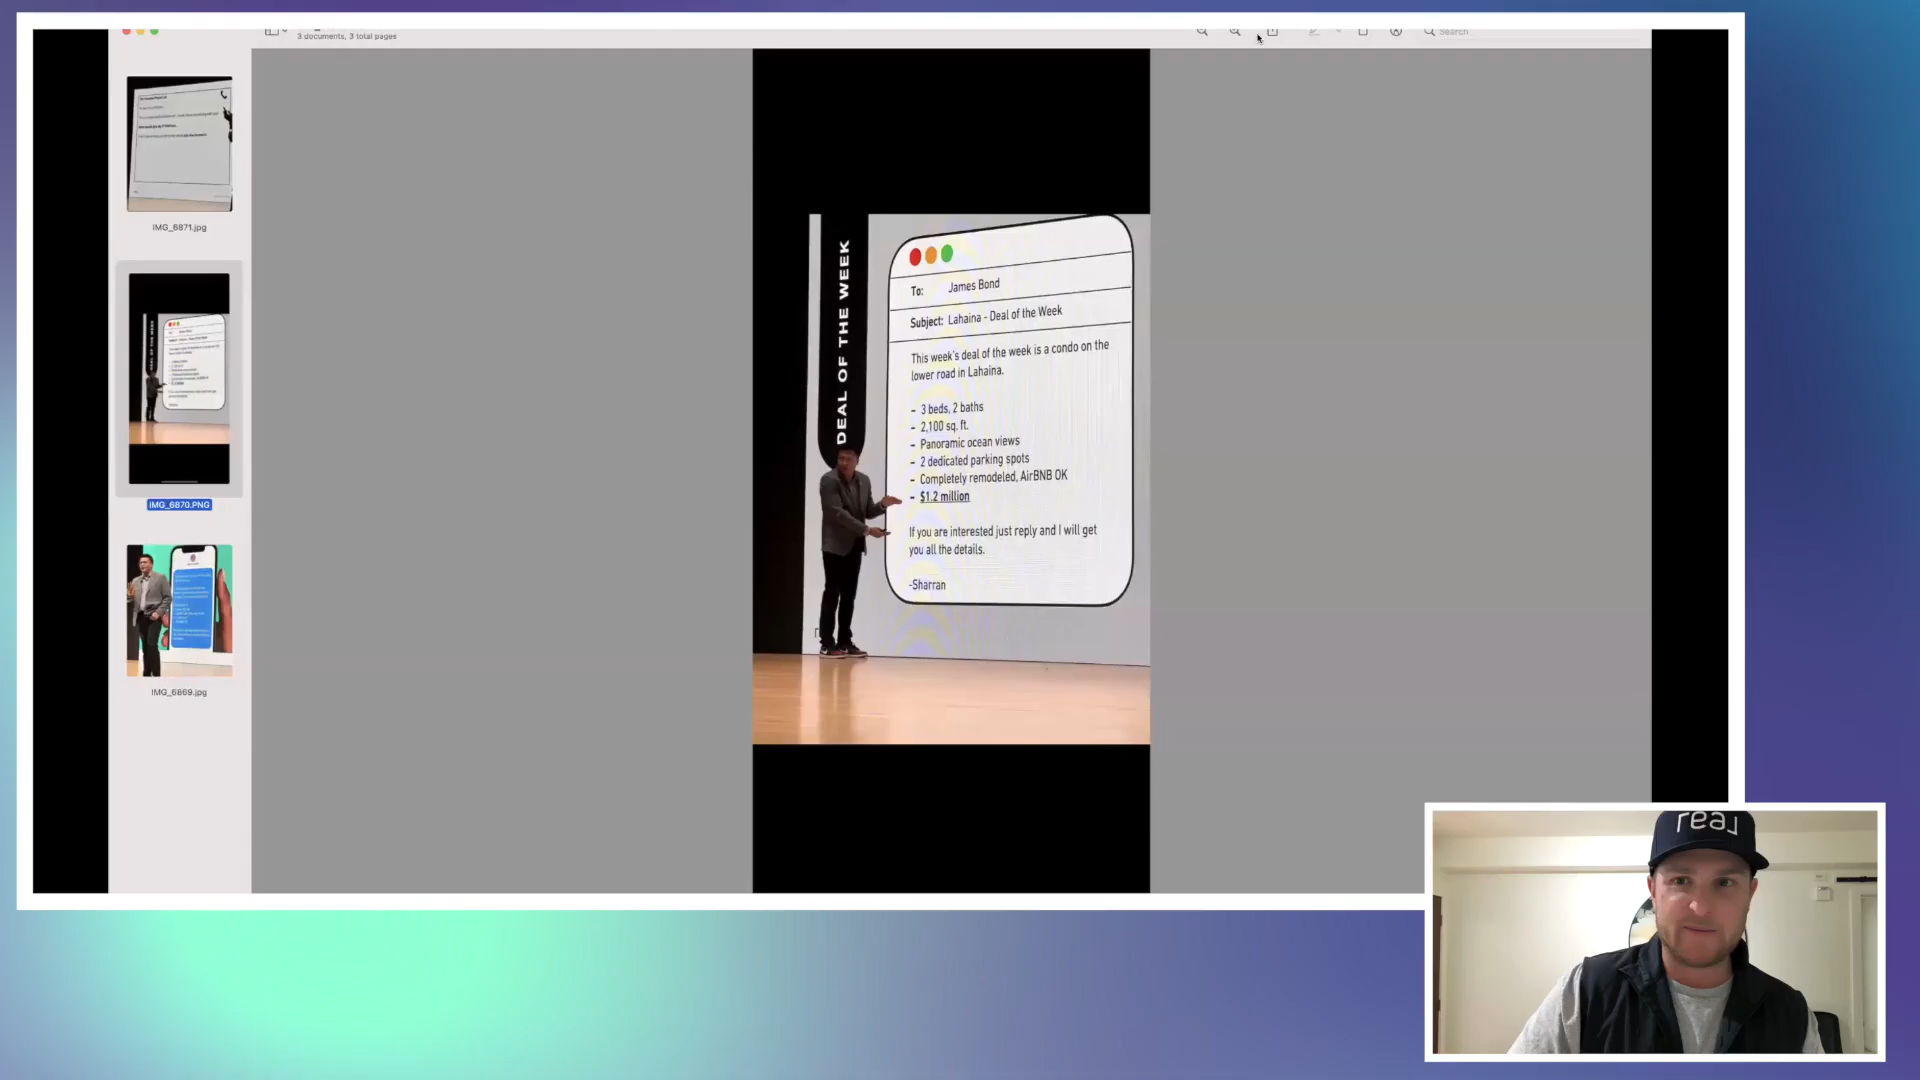 3 documents, 3 total pages
Search
IMG_6871.jpg
IMG_6870.PNG
IMG_6869.jpg
DEAL OF THE WEEK
To: James Bond
Subject: Lahaina - Deal of the Week
This week's deal of the week is a condo on the
lower road in Lahaina.
- 3 beds, 2 baths
- 2,100 sq. ft.
- Panoramic ocean views
- 2 dedicated parking spots
- Completely remodeled, AirBNB OK
- $1.2 million
If you are interested just reply and I will get
you all the details.
-Sharran
real